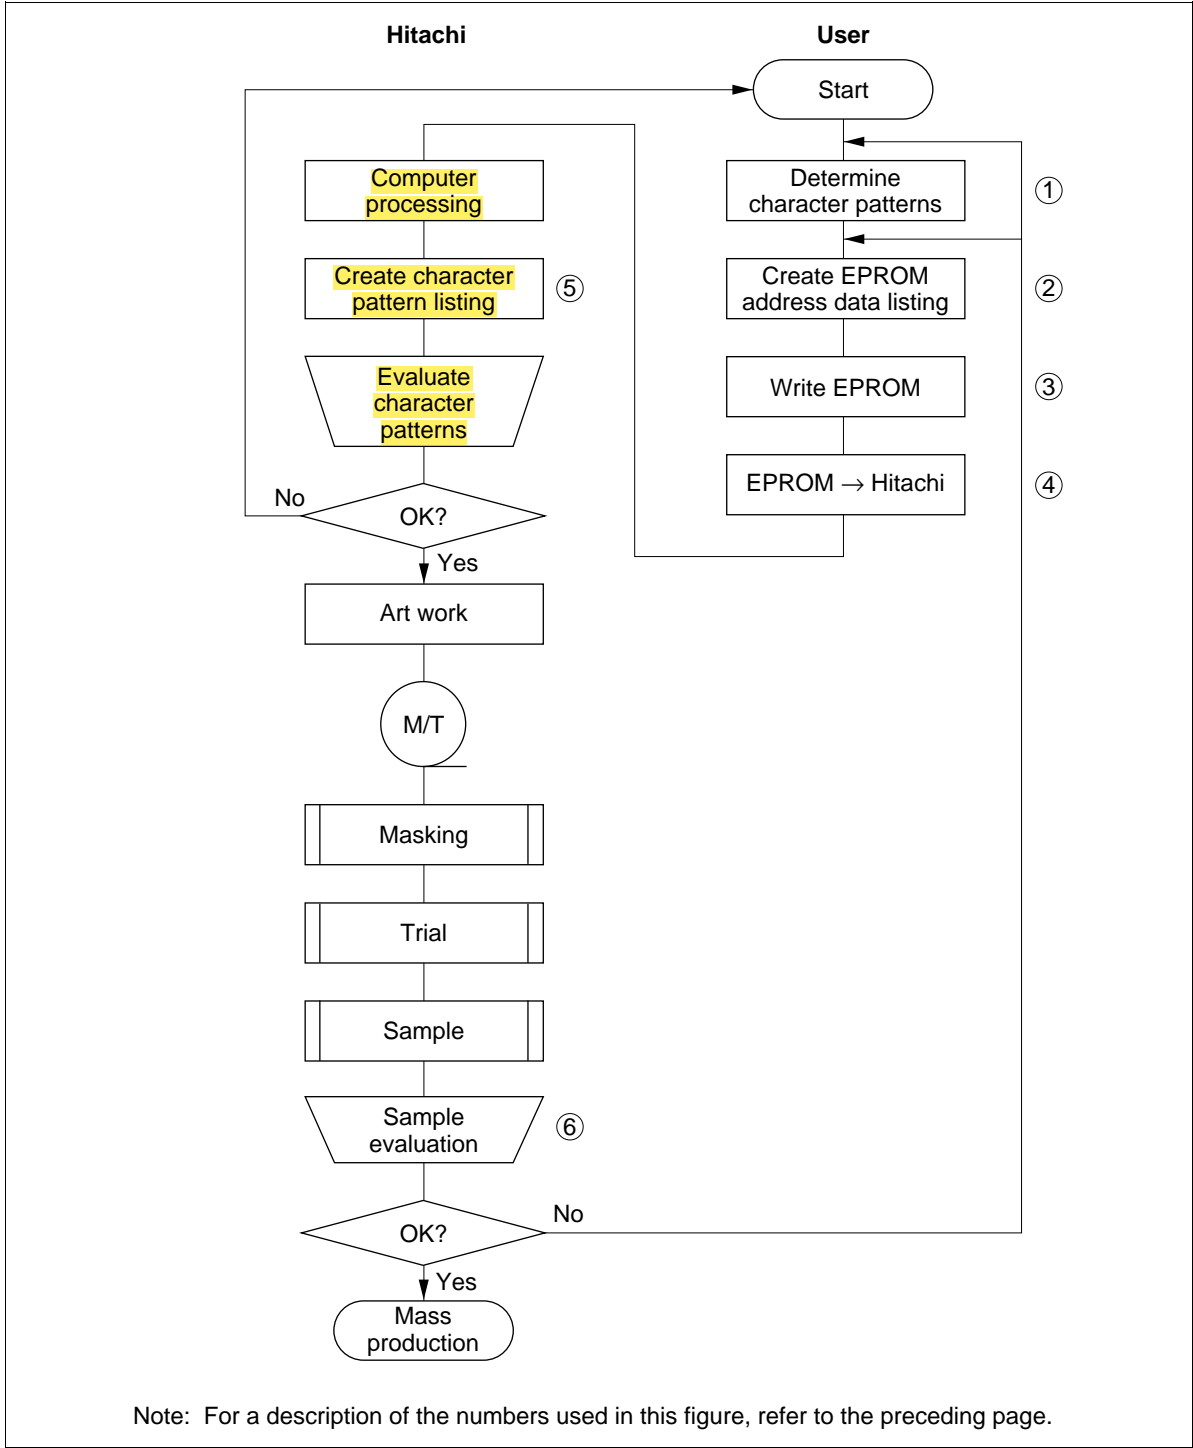 Hitachi
User
Start
Determine
character patterns
①
Create EPROM
address data listing
②
Write EPROM
③
EPROM → Hitachi
④
Computer
processing
Create character
pattern listing
⑤
Evaluate
character
patterns
No
OK?
Yes
Art work
M/T
Masking
Trial
Sample
Sample
evaluation
⑥
OK?
No
Yes
Mass
production
Note: For a description of the numbers used in this figure, refer to the preceding page.